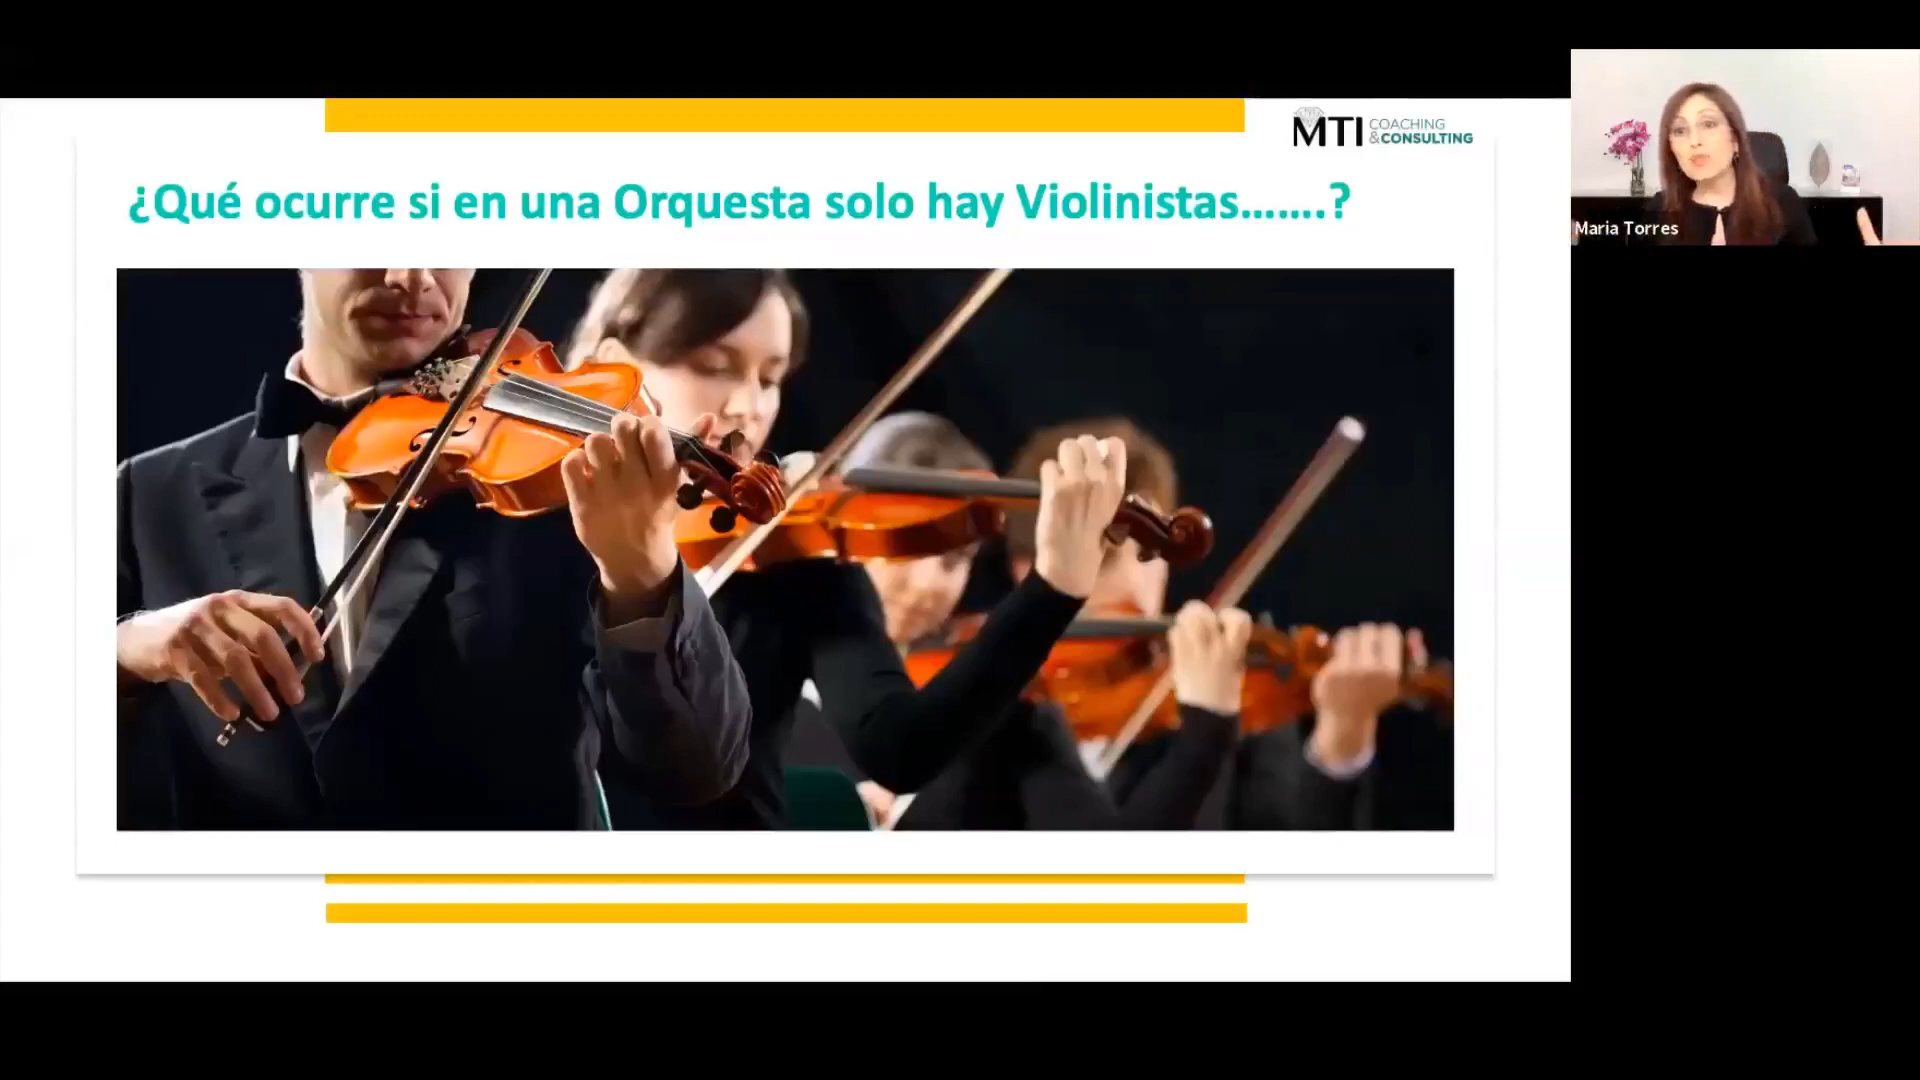 MTI COACHING
&CONSULTING
¿Qué ocurre si en una Orquesta solo hay Violinistas.......?
Maria Torres